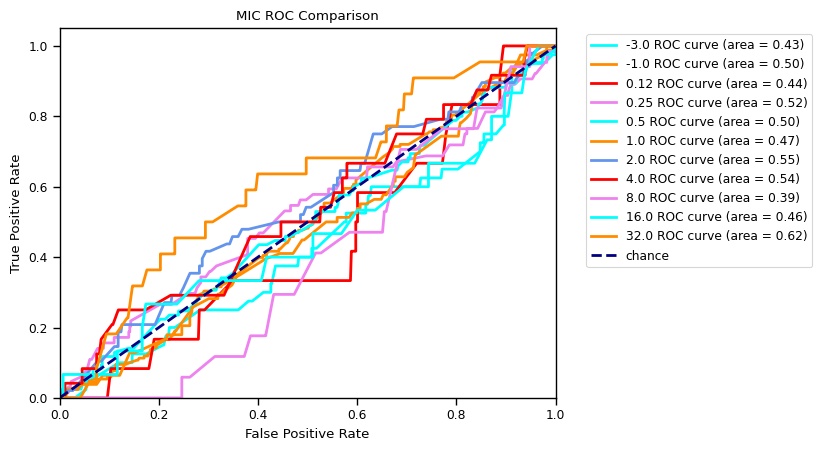 MIC ROC Comparison
True Positive Rate
1.0
0.8
0.6
0.4
0.2
0.0
0.0 0.2 0.4 0.6 0.8 1.0
False Positive Rate
-3.0 ROC curve (area = 0.43)
-1.0 ROC curve (area = 0.50)
0.12 ROC curve (area = 0.44)
0.25 ROC curve (area = 0.52)
0.5 ROC curve (area = 0.50)
1.0 ROC curve (area = 0.47)
2.0 ROC curve (area = 0.55)
4.0 ROC curve (area = 0.54)
8.0 ROC curve (area = 0.39)
16.0 ROC curve (area = 0.46)
32.0 ROC curve (area = 0.62)
chance